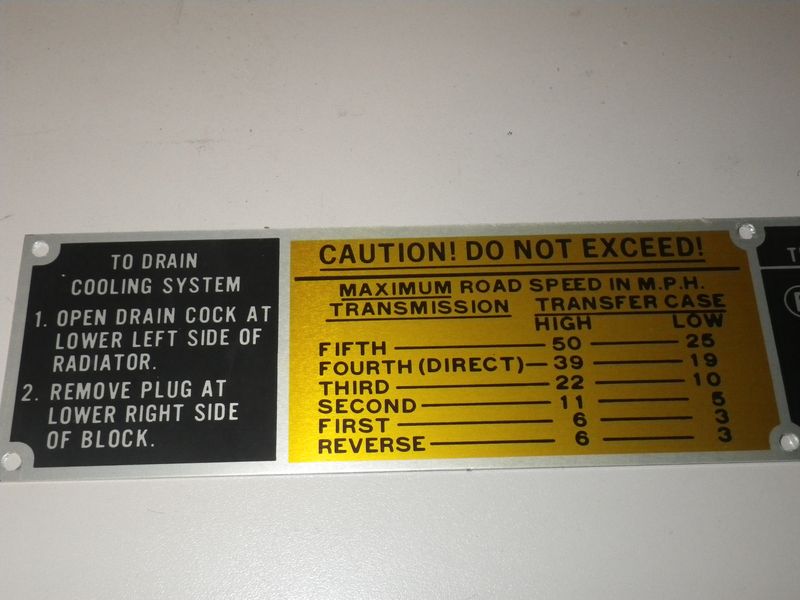 TO DRAIN
COOLING SYSTEM
1. OPEN DRAIN COCK AT
LOWER LEFT SIDE OF
RADIATOR.
2. REMOVE PLUG AT
LOWER RIGHT SIDE
OF BLOCK.
CAUTION! DO NOT EXCEED!
MAXIMUM ROAD SPEED IN M.P.H.
TRANSMISSION TRANSFER CASE
HIGH LOW
FIFTH 50 25
FOURTH (DIRECT) 39 19
THIRD 22 10
SECOND 11 5
FIRST 6 3
REVERSE 6 3